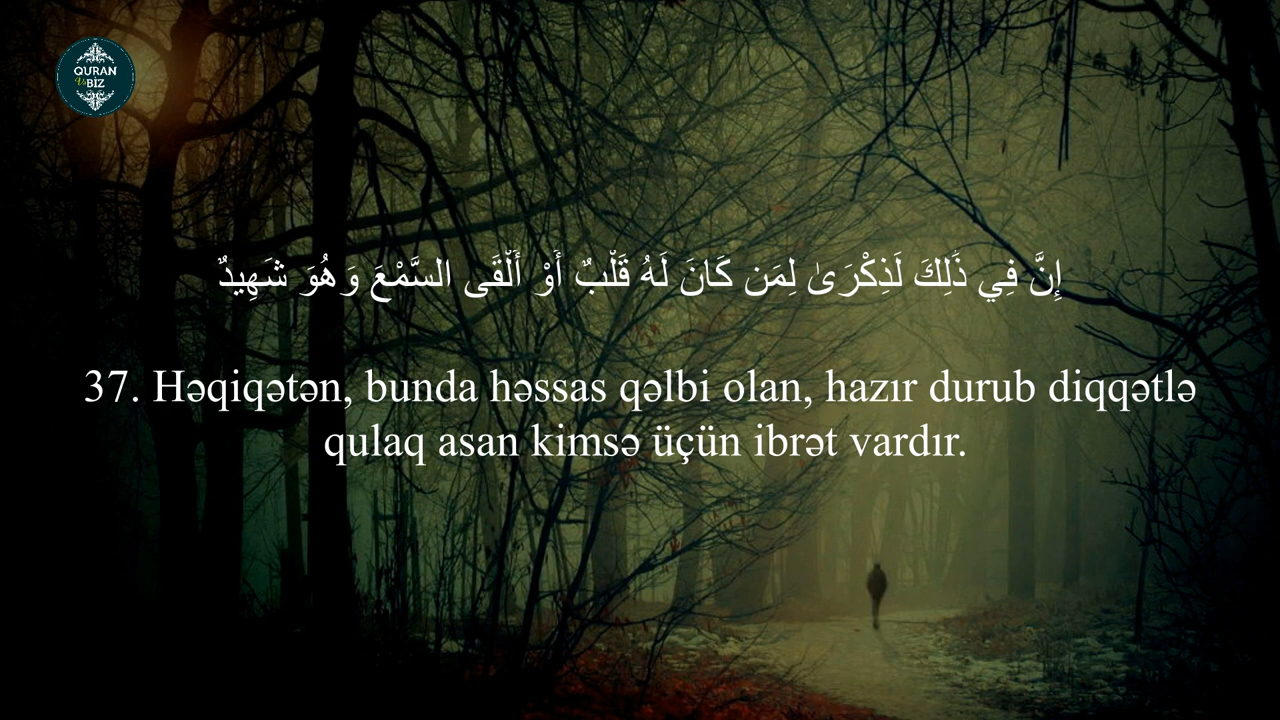 QURAN
Və
BİZ
إِنَّ فِي ذَٰلِكَ لَذِكْرَىٰ لِمَن كَانَ لَهُ قَلْبٌ أَوْ أَلْقَى السَّمْعَ وَهُوَ شَهِيدٌ
37. Həqiqətən, bunda həssas qəlbi olan, hazır durub diqqətlə
qulaq asan kimsə üçün ibrət vardır.